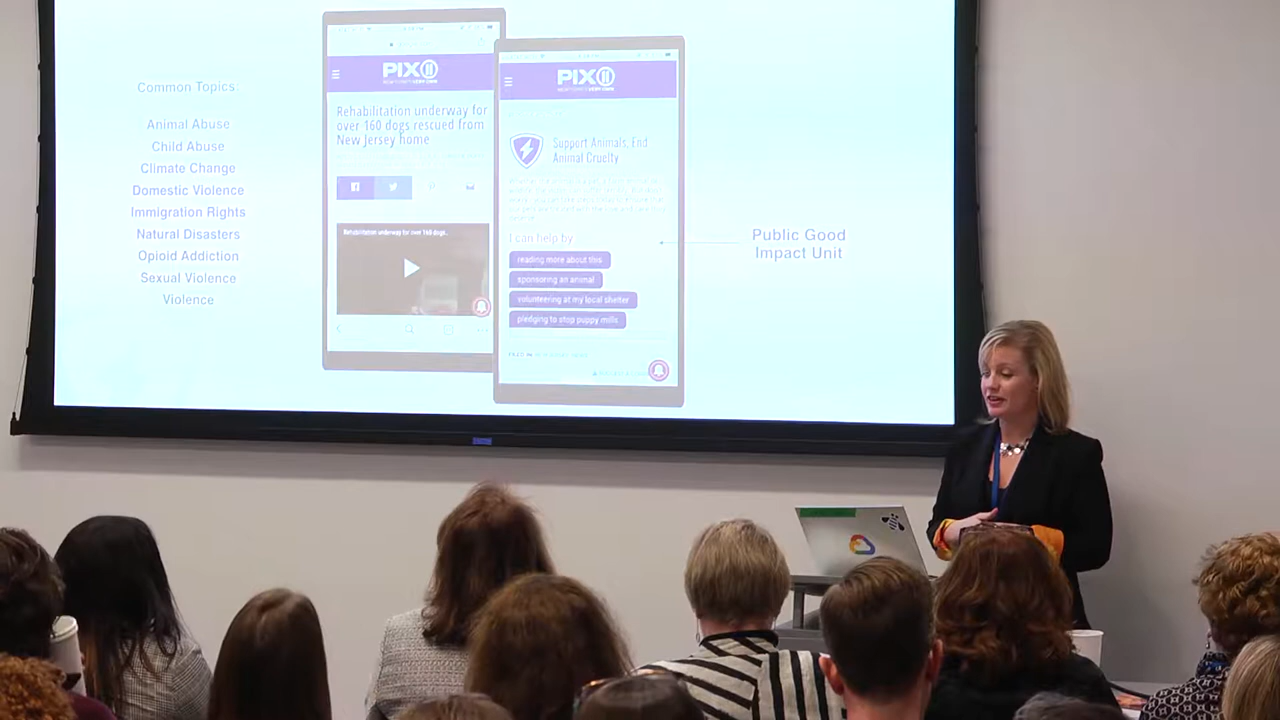 Common Topics:
Animal Abuse
Child Abuse
Climate Change
Domestic Violence
Immigration Rights
Natural Disasters
Opioid Addiction
Sexual Violence
Violence
PIX11
Rehabilitation underway for
over 160 dogs rescued from
New Jersey home
Rehabilitation underway for 160 dogs..
PIX11
Support Animals, End
Animal Cruelty
I can help by
reading more about this
sponsoring an animal
volunteering at my local shelter
pledging to stop puppy mills
Public Good
Impact Unit